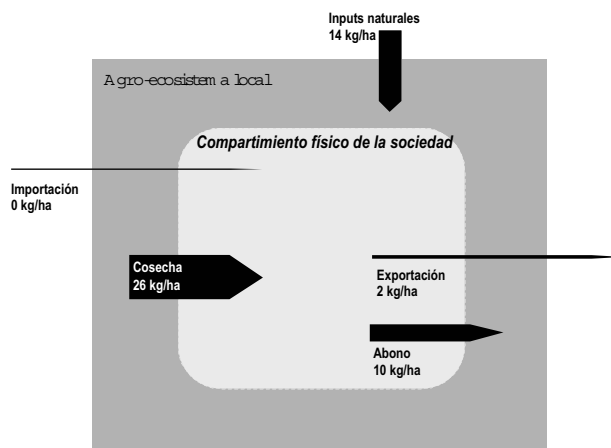 Inputs naturales
14 kg/ha
Agro-ecosistema local
Compartimiento físico de la sociedad
Importación
0 kg/ha
Cosecha
26 kg/ha
Exportación
2 kg/ha
Abono
10 kg/ha